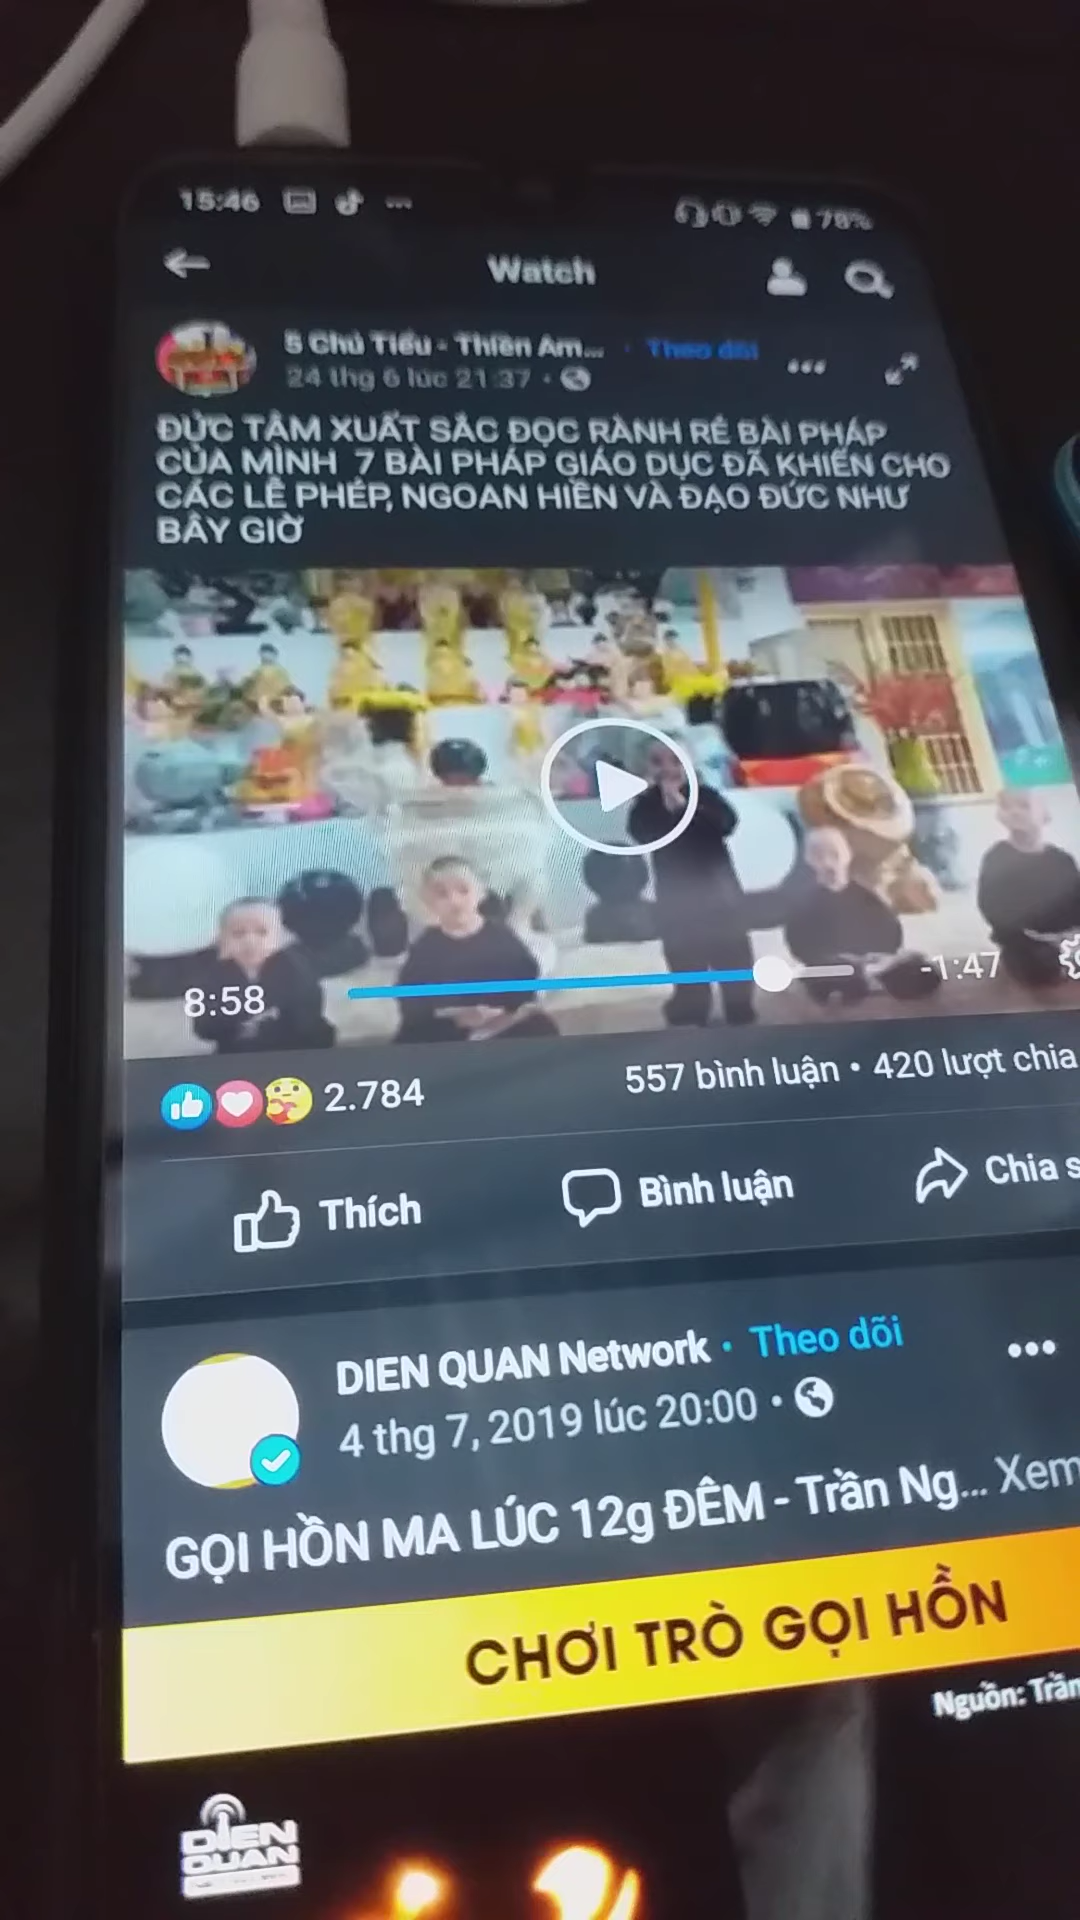 15:46
78%
Watch
5 Chú Tiểu - Thiền Am... · Theo dõi
24 thg 6 lúc 21:37 ·
ĐỨC TÂM XUẤT SẮC ĐỌC RÀNH RẼ BÀI PHÁP
CỦA MÌNH 7 BÀI PHÁP GIÁO DỤC ĐÃ KHIẾN CHO
CÁC LỄ PHÉP, NGOAN HIỀN VÀ ĐẠO ĐỨC NHƯ
BÂY GIỜ
8:58
-1:47
2.784
557 bình luận • 420 lượt chia
Thích
Bình luận
Chia s
DIEN QUAN Network · Theo dõi
4 thg 7, 2019 lúc 20:00 ·
GỌI HỒN MA LÚC 12g ĐÊM - Trần Ng... Xem
CHƠI TRÒ GỌI HỒN
Nguồn: Trần
DIEN
QUAN